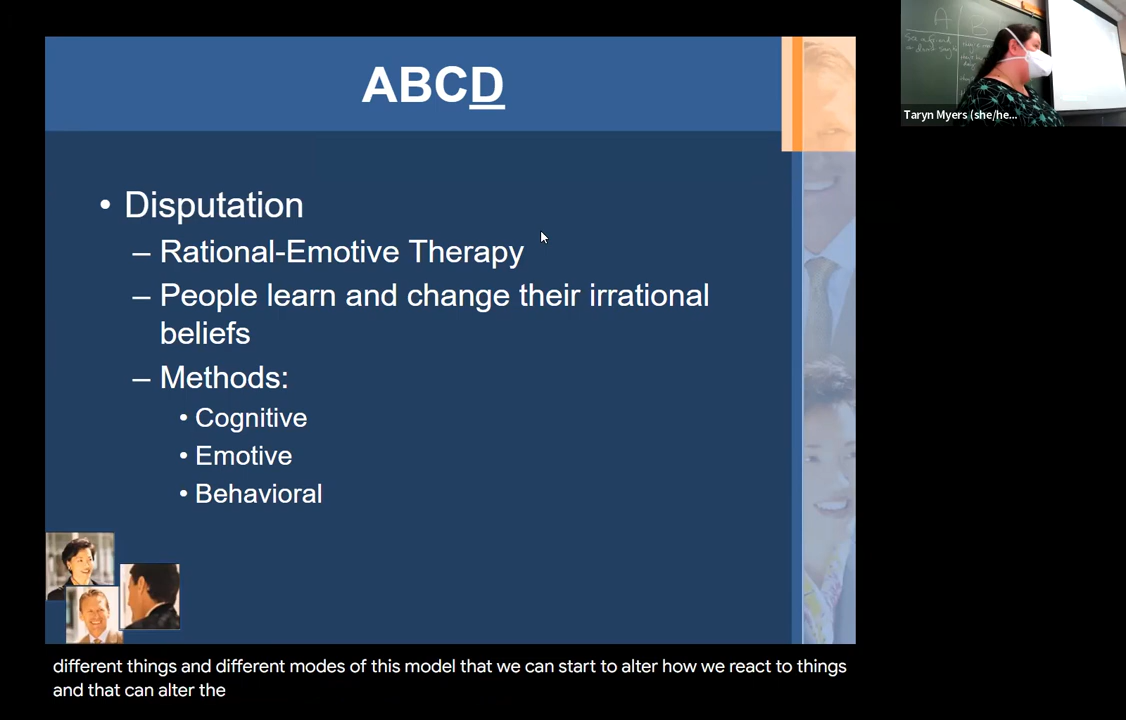 ABCD
• Disputation
– Rational-Emotive Therapy
– People learn and change their irrational
beliefs
– Methods:
• Cognitive
• Emotive
• Behavioral
A B
See a friend
Taryn Myers (she/he...
different things and different modes of this model that we can start to alter how we react to things
and that can alter the